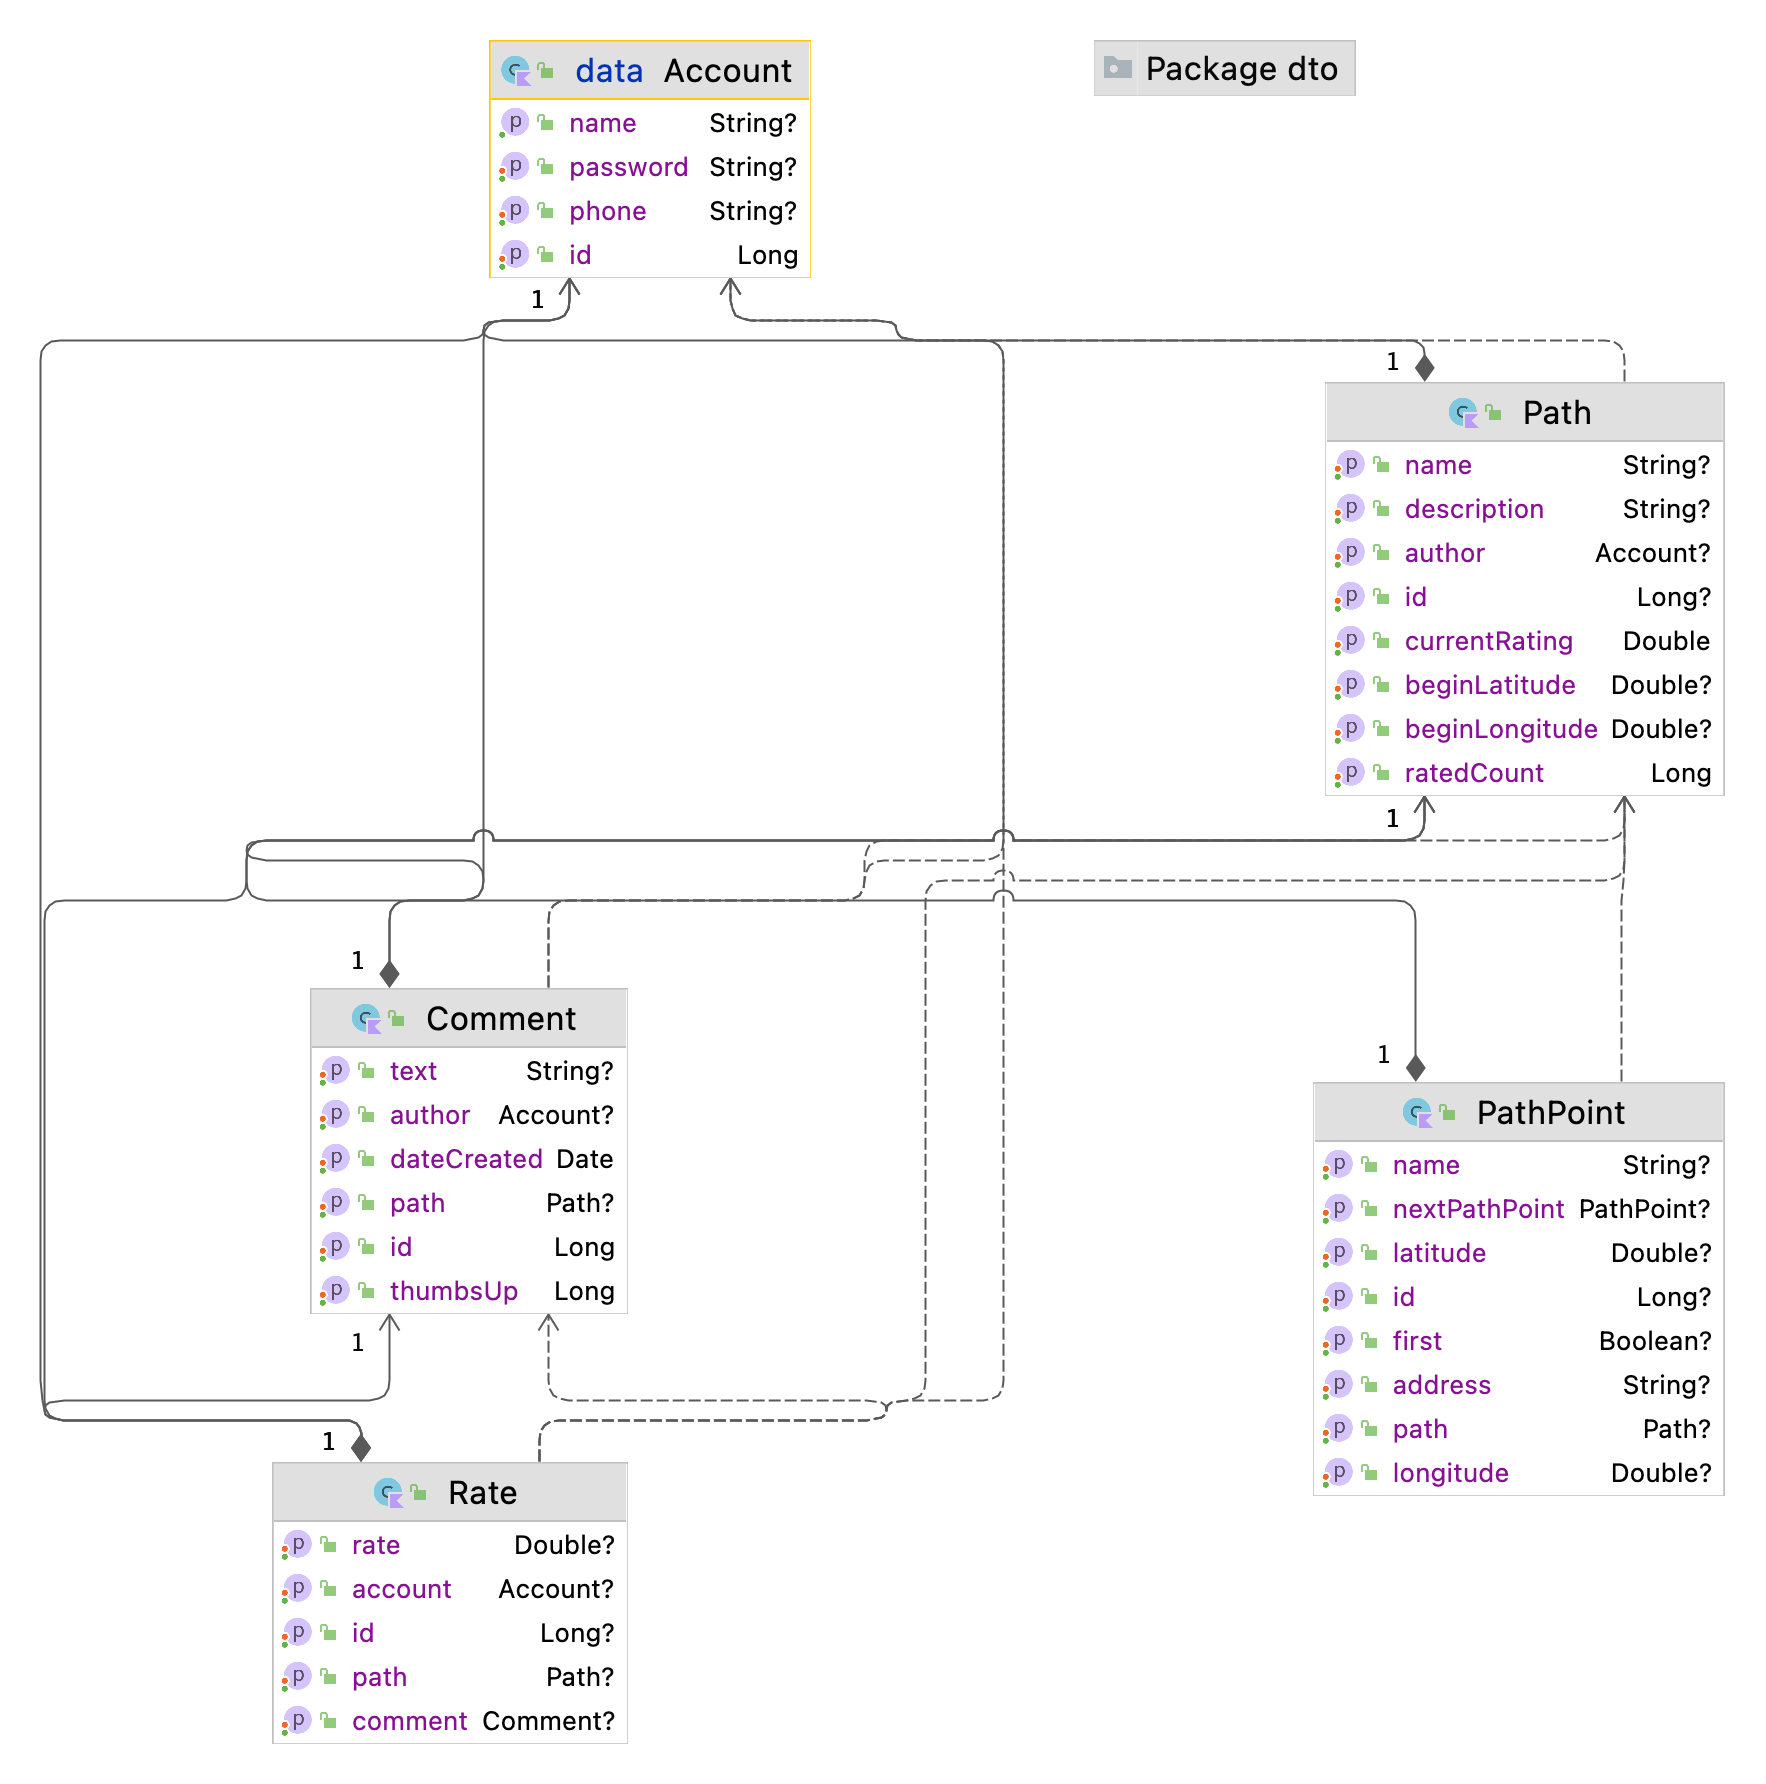 data Account
name String?
password String?
phone String?
id Long
Package dto
1
1
Path
name String?
description String?
author Account?
id Long?
currentRating Double
beginLatitude Double?
beginLongitude Double?
ratedCount Long
1
1
Comment
text String?
author Account?
dateCreated Date
path Path?
id Long
thumbsUp Long
1
1
PathPoint
name String?
nextPathPoint PathPoint?
latitude Double?
id Long?
first Boolean?
address String?
path Path?
longitude Double?
1
Rate
rate Double?
account Account?
id Long?
path Path?
comment Comment?